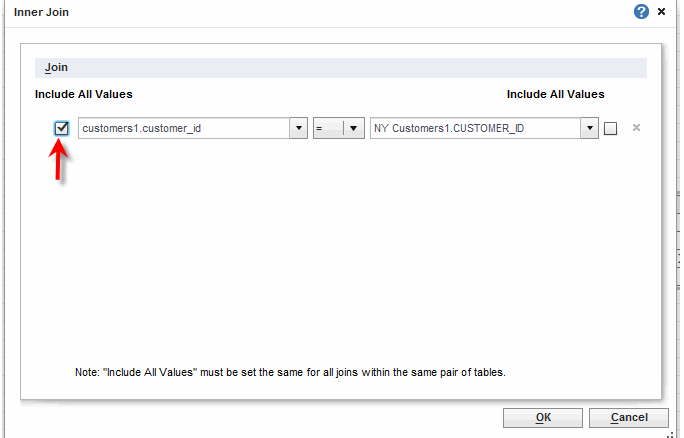 Inner Join
Join
Include All Values Include All Values
customers1.customer_id = NY Customers1.CUSTOMER_ID
Note: "Include All Values" must be set the same for all joins within the same pair of tables.
OK Cancel